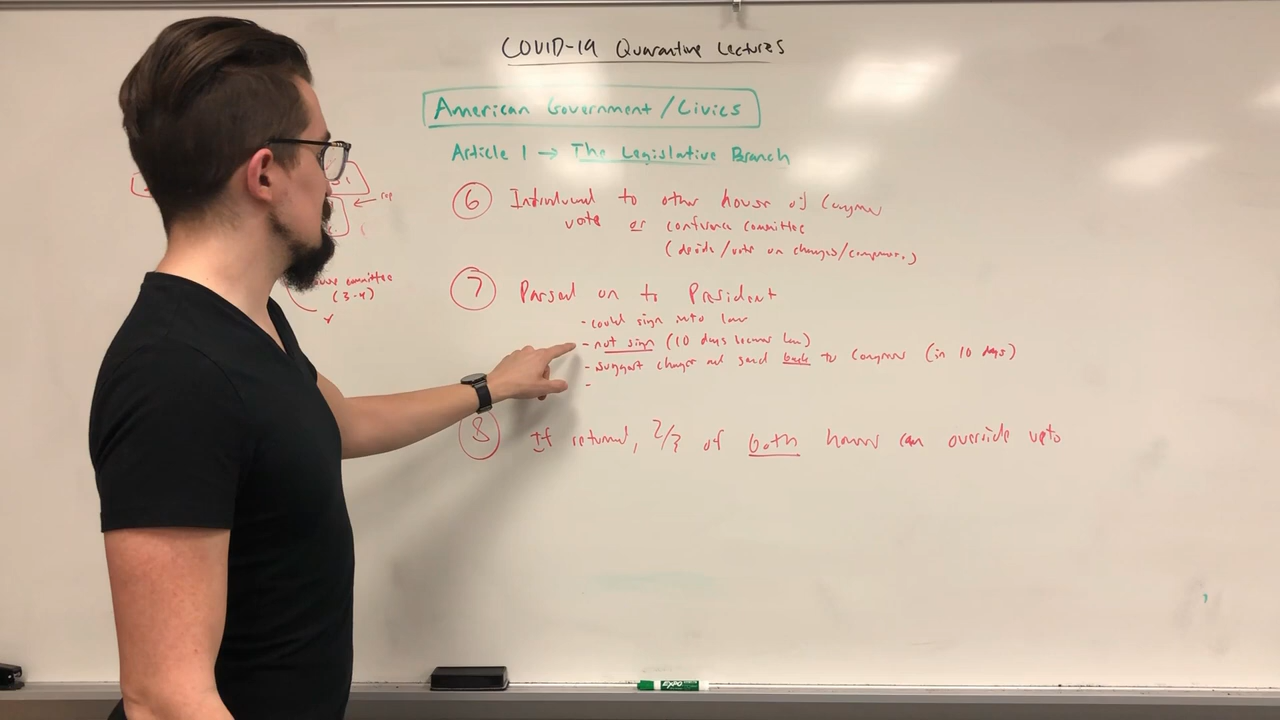 COVID-19 Quarantine Lectures
American Government/Civics
Article 1 → The Legislative Branch
→ rep
committee
(3-4)
⑥ Introduced to other house of Congress
vote or conference committee
(decide/vote on changes/compromise)
⑦ Passed on to President
- could sign into law
- not sign (10 days becomes law)
- suggest changes and send back to Congress (in 10 days)
-
⑧ If returned, 2/3 of both houses can override veto
EXPO